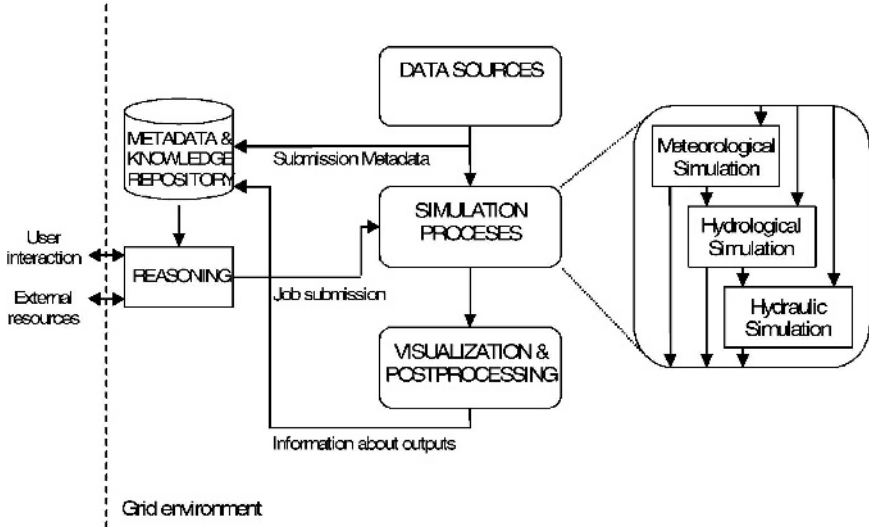 DATA SOURCES
METADATA &
KNOWLEDGE
REPOSITORY
Submission Metadata
Meteorological
Simulation
SIMULATION
PROCESES
Hydrological
Simulation
User
interaction
REASONING
External
resources
Job submission
Hydraulic
Simulation
VISUALIZATION &
POSTPROCESSING
Information about outputs
Grid environment